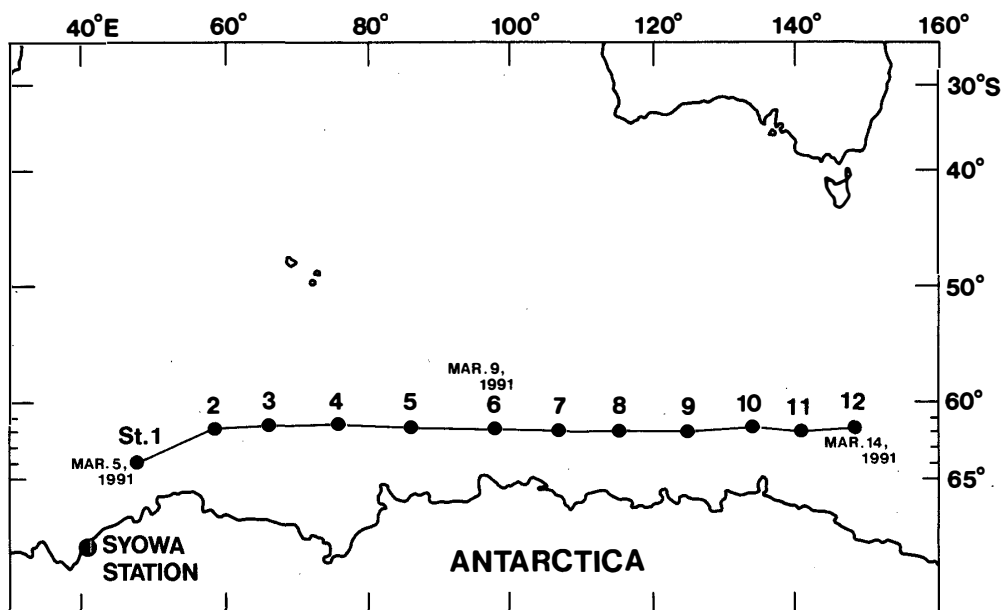 40°E 60° 80° 100° 120° 140° 160°
30°S
40°
50°
MAR. 9,
1991
60°
2 3 4 5 6 7 8 9 10 11 12
St.1
MAR. 5,
1991
MAR. 14,
1991
65°
SYOWA
STATION
ANTARCTICA